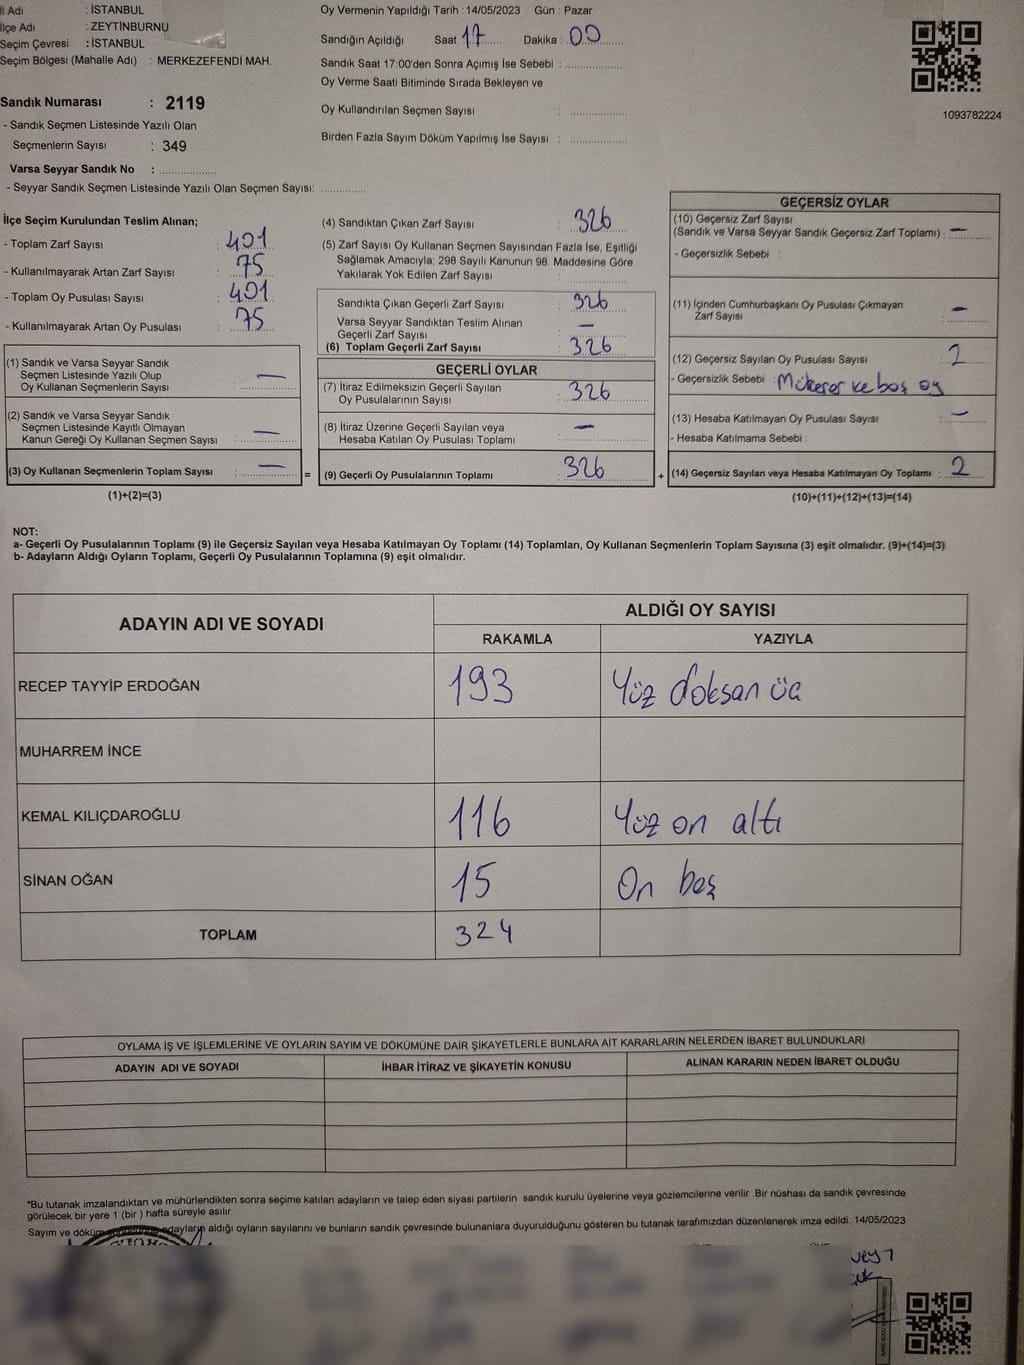 İl Adı : İSTANBUL
İlçe Adı : ZEYTİNBURNU
Seçim Çevresi : İSTANBUL
Seçim Bölgesi (Mahalle Adı) : MERKEZEFENDİ MAH.
Sandık Numarası : 2119
- Sandık Seçmen Listesinde Yazılı Olan
Seçmenlerin Sayısı : 349
Varsa Seyyar Sandık No :
- Seyyar Sandık Seçmen Listesinde Yazılı Olan Seçmen Sayısı:
Oy Vermenin Yapıldığı Tarih : 14/05/2023 Gün : Pazar
Sandığın Açıldığı Saat 17 Dakika : 00
Sandık Saat 17:00'den Sonra Açımış İse Sebebi :
Oy Verme Saati Bitiminde Sırada Bekleyen ve
Oy Kullandırılan Seçmen Sayısı :
Birden Fazla Sayım Döküm Yapılmış İse Sayısı :
1093782224
İlçe Seçim Kurulundan Teslim Alınan;
- Toplam Zarf Sayısı : 401
- Kullanılmayarak Artan Zarf Sayısı : 75
- Toplam Oy Pusulası Sayısı : 401
- Kullanılmayarak Artan Oy Pusulası : 75
(1) Sandık ve Varsa Seyyar Sandık
Seçmen Listesinde Yazılı Olup
Oy Kullanan Seçmenlerin Sayısı : —
(2) Sandık ve Varsa Seyyar Sandık
Seçmen Listesinde Kayıtlı Olmayan
Kanun Gereği Oy Kullanan Seçmen Sayısı : —
(3) Oy Kullanan Seçmenlerin Toplam Sayısı : —
(1)+(2)=(3)
=
(4) Sandıktan Çıkan Zarf Sayısı : 326
(5) Zarf Sayısı Oy Kullanan Seçmen Sayısından Fazla İse, Eşitliği
Sağlamak Amacıyla; 298 Sayılı Kanunun 98. Maddesine Göre
Yakılarak Yok Edilen Zarf Sayısı :
Sandıkta Çıkan Geçerli Zarf Sayısı : 326
Varsa Seyyar Sandıktan Teslim Alınan
Geçerli Zarf Sayısı : —
(6) Toplam Geçerli Zarf Sayısı : 326
GEÇERLİ OYLAR
(7) İtiraz Edilmeksizin Geçerli Sayılan
Oy Pusulalarının Sayısı : 326
(8) İtiraz Üzerine Geçerli Sayılan veya
Hesaba Katılan Oy Pusulası Toplamı : —
(9) Geçerli Oy Pusulalarının Toplamı : 326
+
GEÇERSİZ OYLAR
(10) Geçersiz Zarf Sayısı
(Sandık ve Varsa Seyyar Sandık Geçersiz Zarf Toplamı) : —
- Geçersizlik Sebebi :
(11) İçinden Cumhurbaşkanı Oy Pusulası Çıkmayan
Zarf Sayısı : —
(12) Geçersiz Sayılan Oy Pusulası Sayısı : 2
- Geçersizlik Sebebi : Mükerer ve boş oy
(13) Hesaba Katılmayan Oy Pusulası Sayısı : —
- Hesaba Katılmama Sebebi :
(14) Geçersiz Sayılan veya Hesaba Katılmayan Oy Toplamı : 2
(10)+(11)+(12)+(13)=(14)
NOT:
a- Geçerli Oy Pusulalarının Toplamı (9) ile Geçersiz Sayılan veya Hesaba Katılmayan Oy Toplamı (14) Toplamları, Oy Kullanan Seçmenlerin Toplam Sayısına (3) eşit olmalıdır. (9)+(14)=(3)
b- Adayların Aldığı Oyların Toplamı, Geçerli Oy Pusulalarının Toplamına (9) eşit olmalıdır.
ADAYIN ADI VE SOYADI
ALDIĞI OY SAYISI
RAKAMLA YAZIYLA
RECEP TAYYİP ERDOĞAN 193 Yüz doksan üç
MUHARREM İNCE
KEMAL KILIÇDAROĞLU 116 Yüz on altı
SİNAN OĞAN 15 On beş
TOPLAM 324
OYLAMA İŞ VE İŞLEMLERİNE VE OYLARIN SAYIM VE DÖKÜMÜNE DAİR ŞİKAYETLERLE BUNLARA AİT KARARLARIN NELERDEN İBARET BULUNDUKLARI
ADAYIN ADI VE SOYADI İHBAR İTİRAZ VE ŞİKAYETİN KONUSU ALINAN KARARIN NEDEN İBARET OLDUĞU
*Bu tutanak imzalandıktan ve mühürlendikten sonra seçime katılan adayların ve talep eden siyasi partilerin sandık kurulu üyelerine veya gözlemcilerine verilir .Bir nüshası da sandık çevresinde
görülecek bir yere 1 (bir ) hafta süreyle asılır.
Sayım ve döküm adayların aldığı oyların sayılarını ve bunların sandık çevresinde bulunanlara duyurulduğunu gösteren bu tutanak tarafımızdan düzenlenerek imza edildi. 14/05/2023